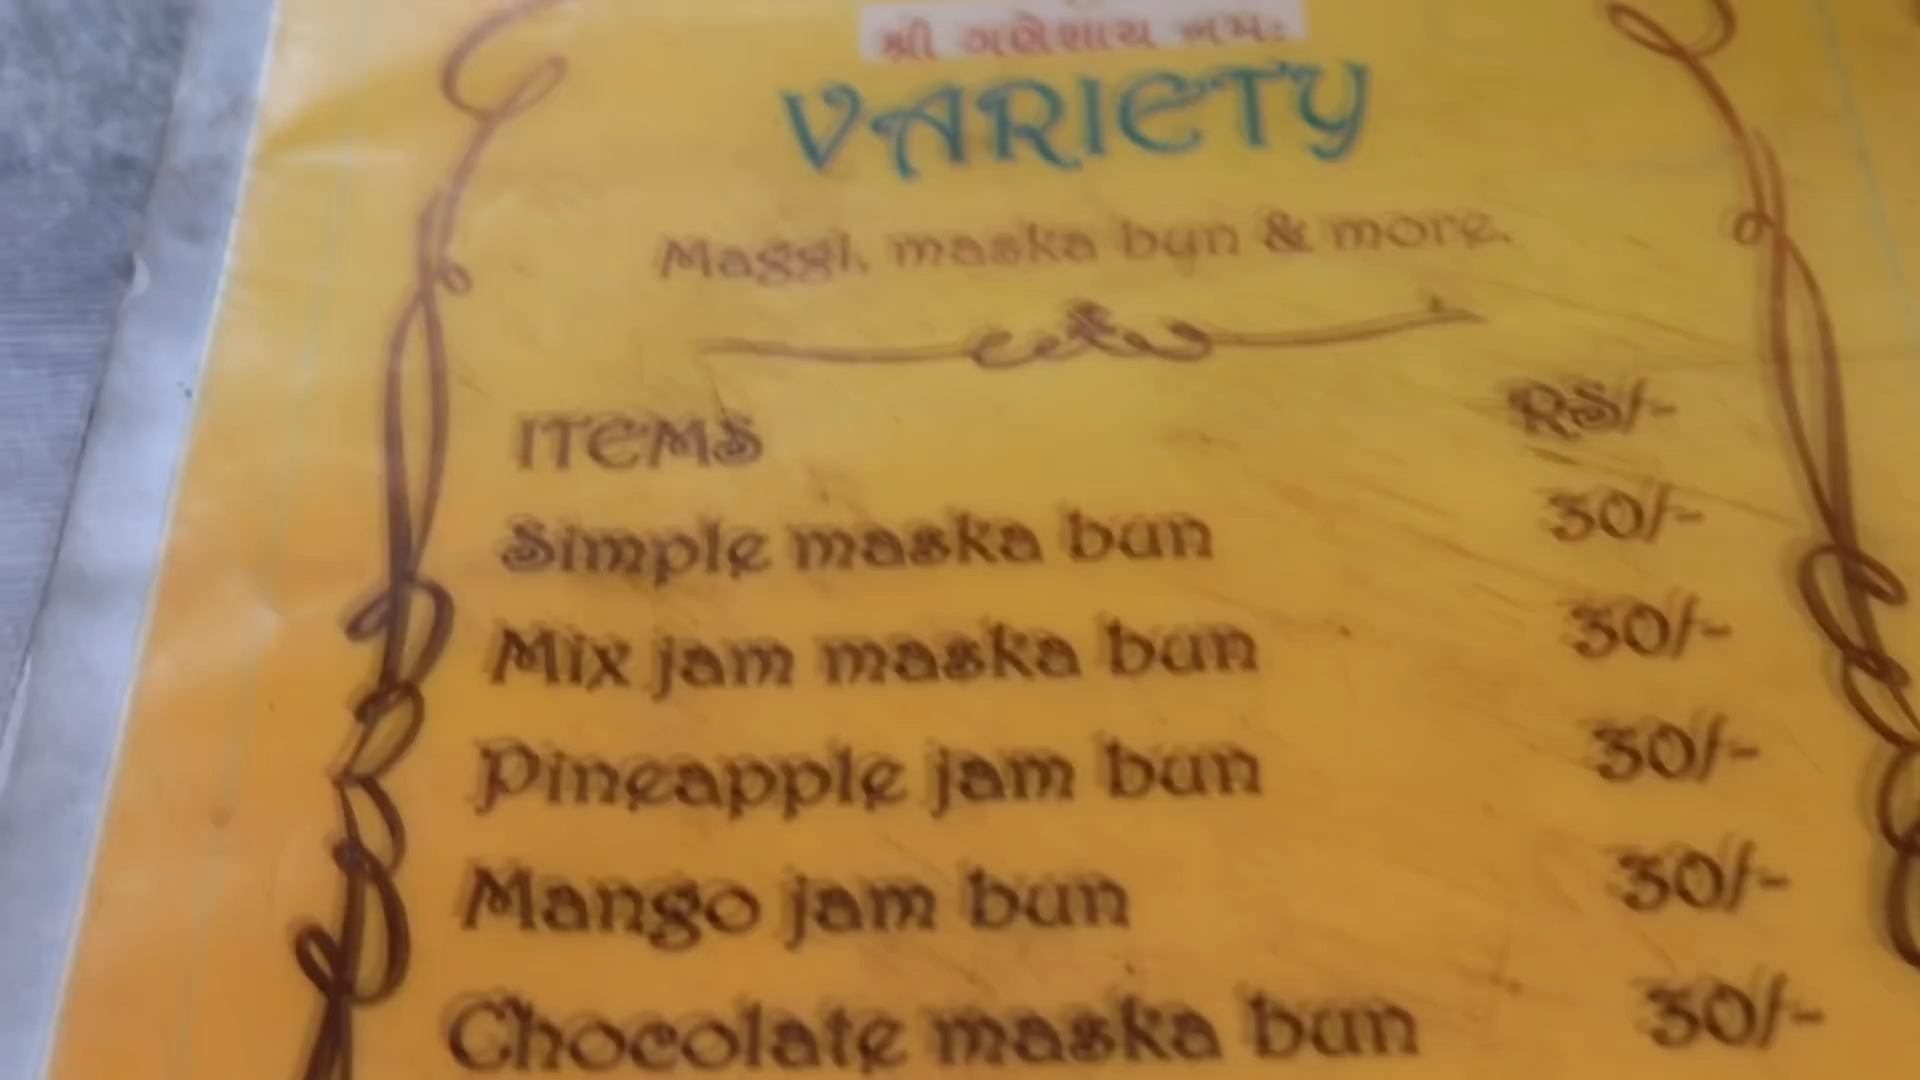 શ્રી ગણેશાય નમઃ
VARIETY
Maggi, maska bun & more.
ITEMS RS/-
Simple maska bun 30/-
Mix jam maska bun 30/-
Pineapple jam bun 30/-
Mango jam bun 30/-
Chocolate maska bun 30/-